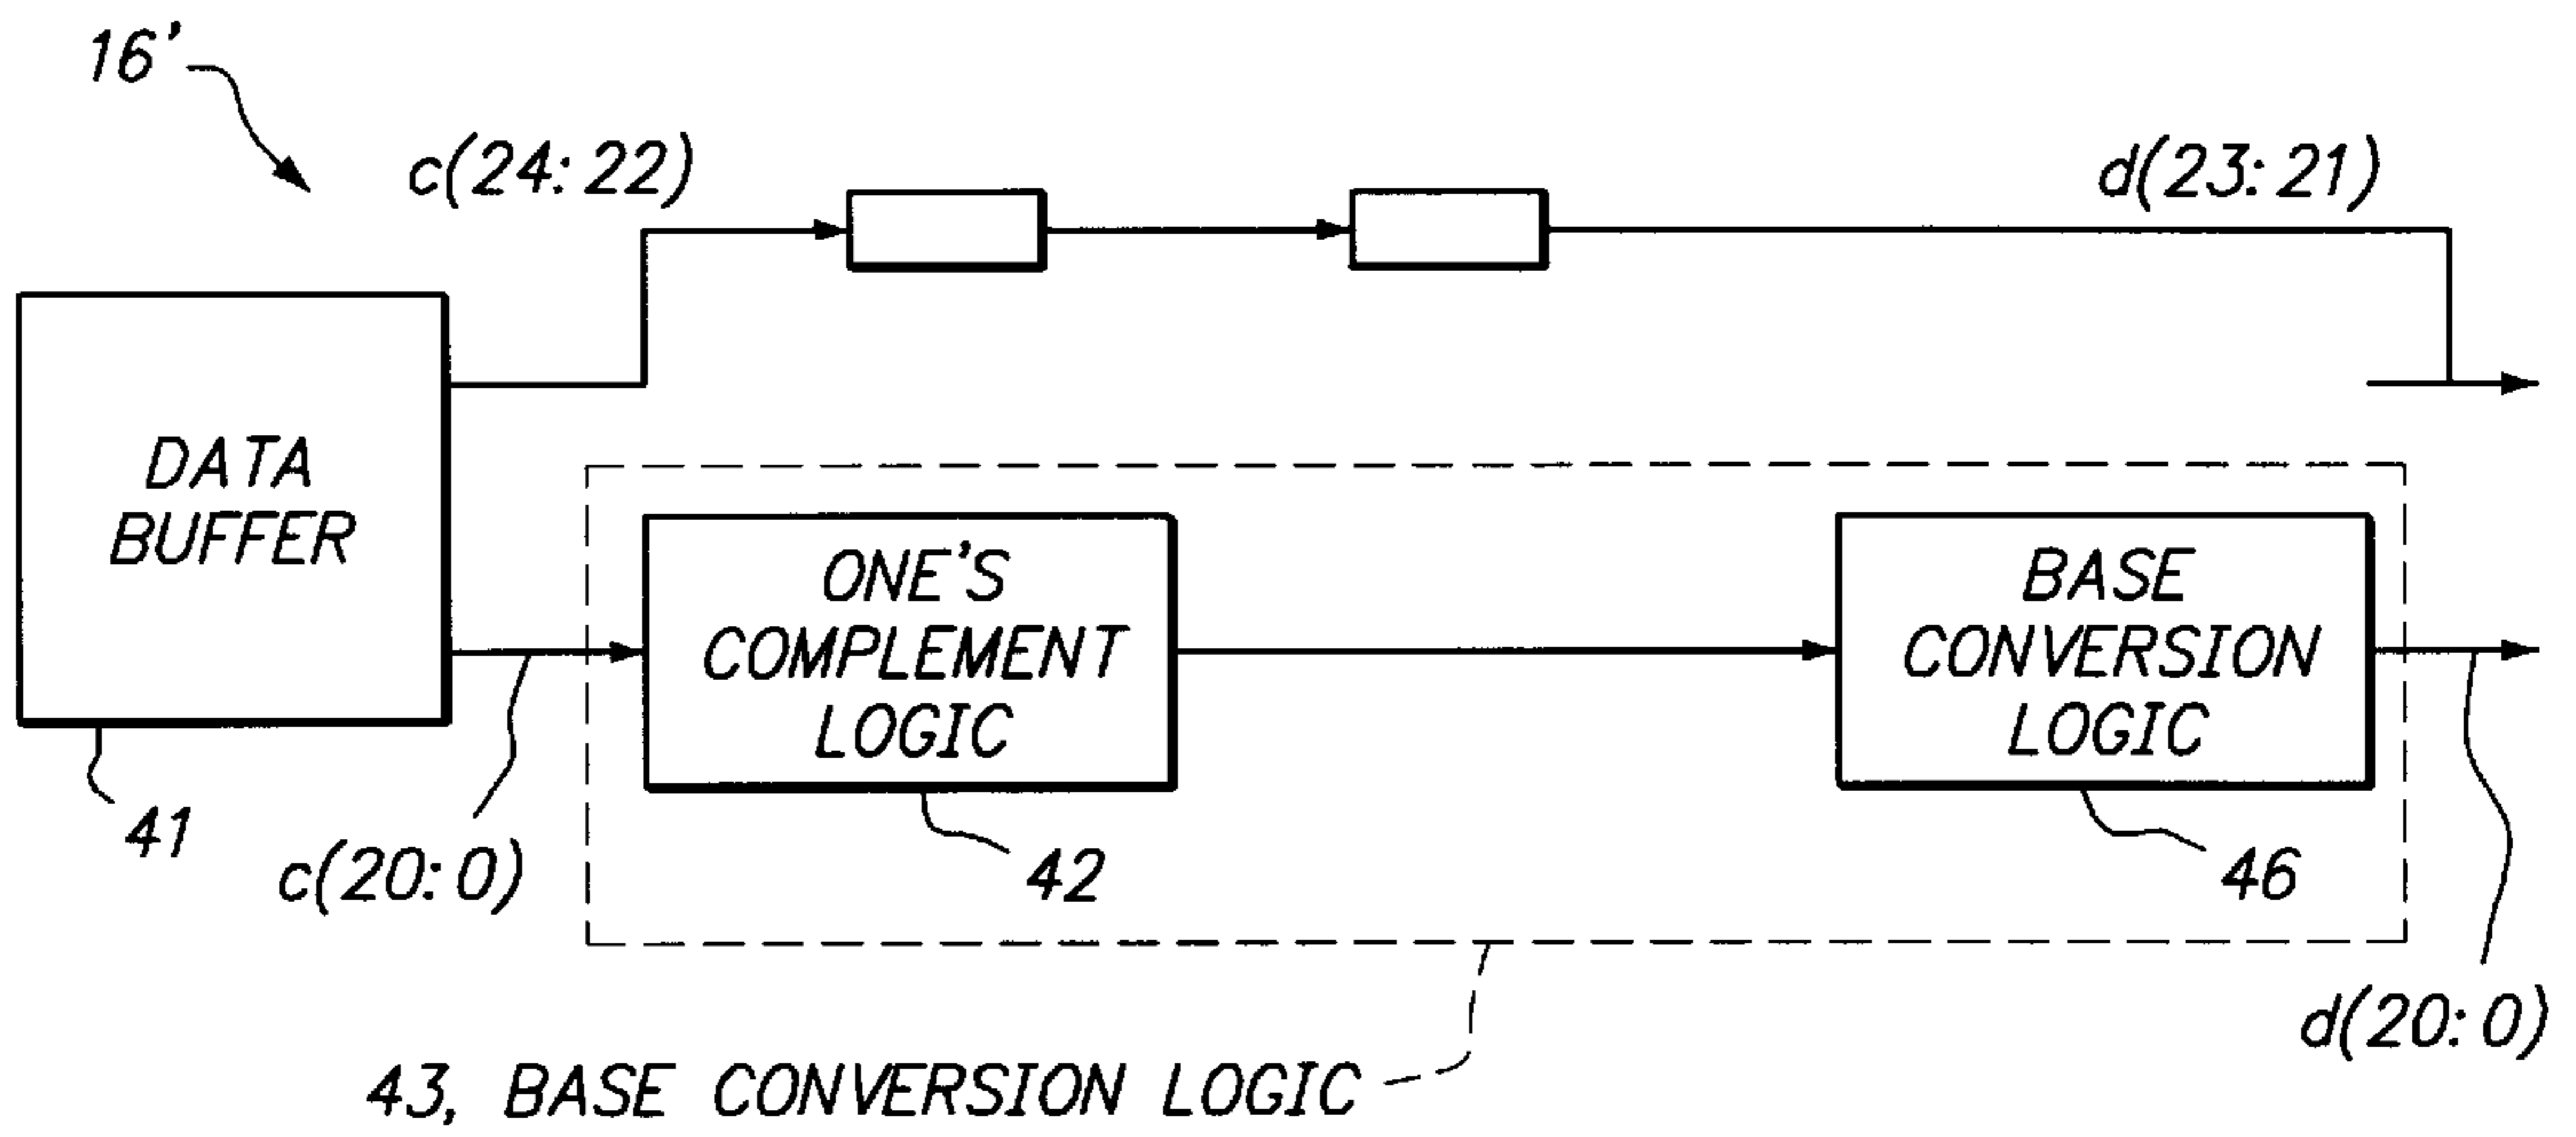 16'
c(24:22)
d(23:21)
DATA
BUFFER
ONE'S
COMPLEMENT
LOGIC
BASE
CONVERSION
LOGIC
41
c(20:0)
42
46
d(20:0)
43, BASE CONVERSION LOGIC